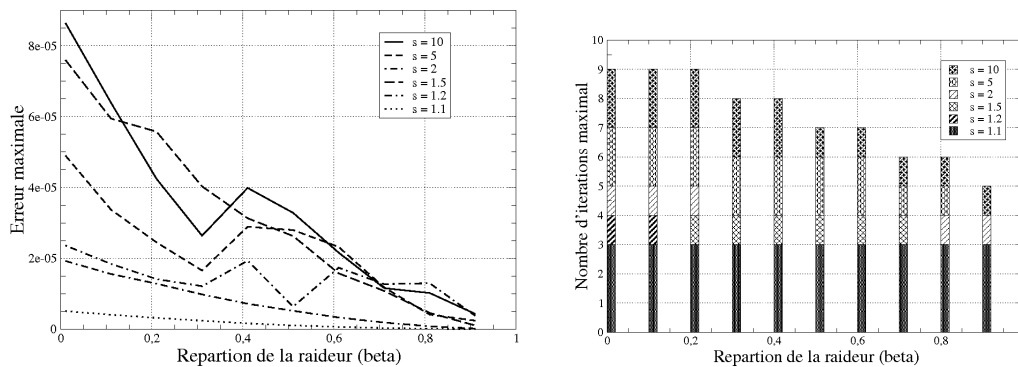 8e-05
6e-05
4e-05
2e-05
0
Erreur maximale
0
0,2
0,4
0,6
0,8
1
Repartion de la raideur (beta)
s = 10
s = 5
s = 2
s = 1.5
s = 1.2
s = 1.1
10
9
8
7
6
5
4
3
2
1
0
Nombre d'iterations maximal
0
0,2
0,4
0,6
0,8
Repartion de la raideur (beta)
s = 10
s = 5
s = 2
s = 1.5
s = 1.2
s = 1.1